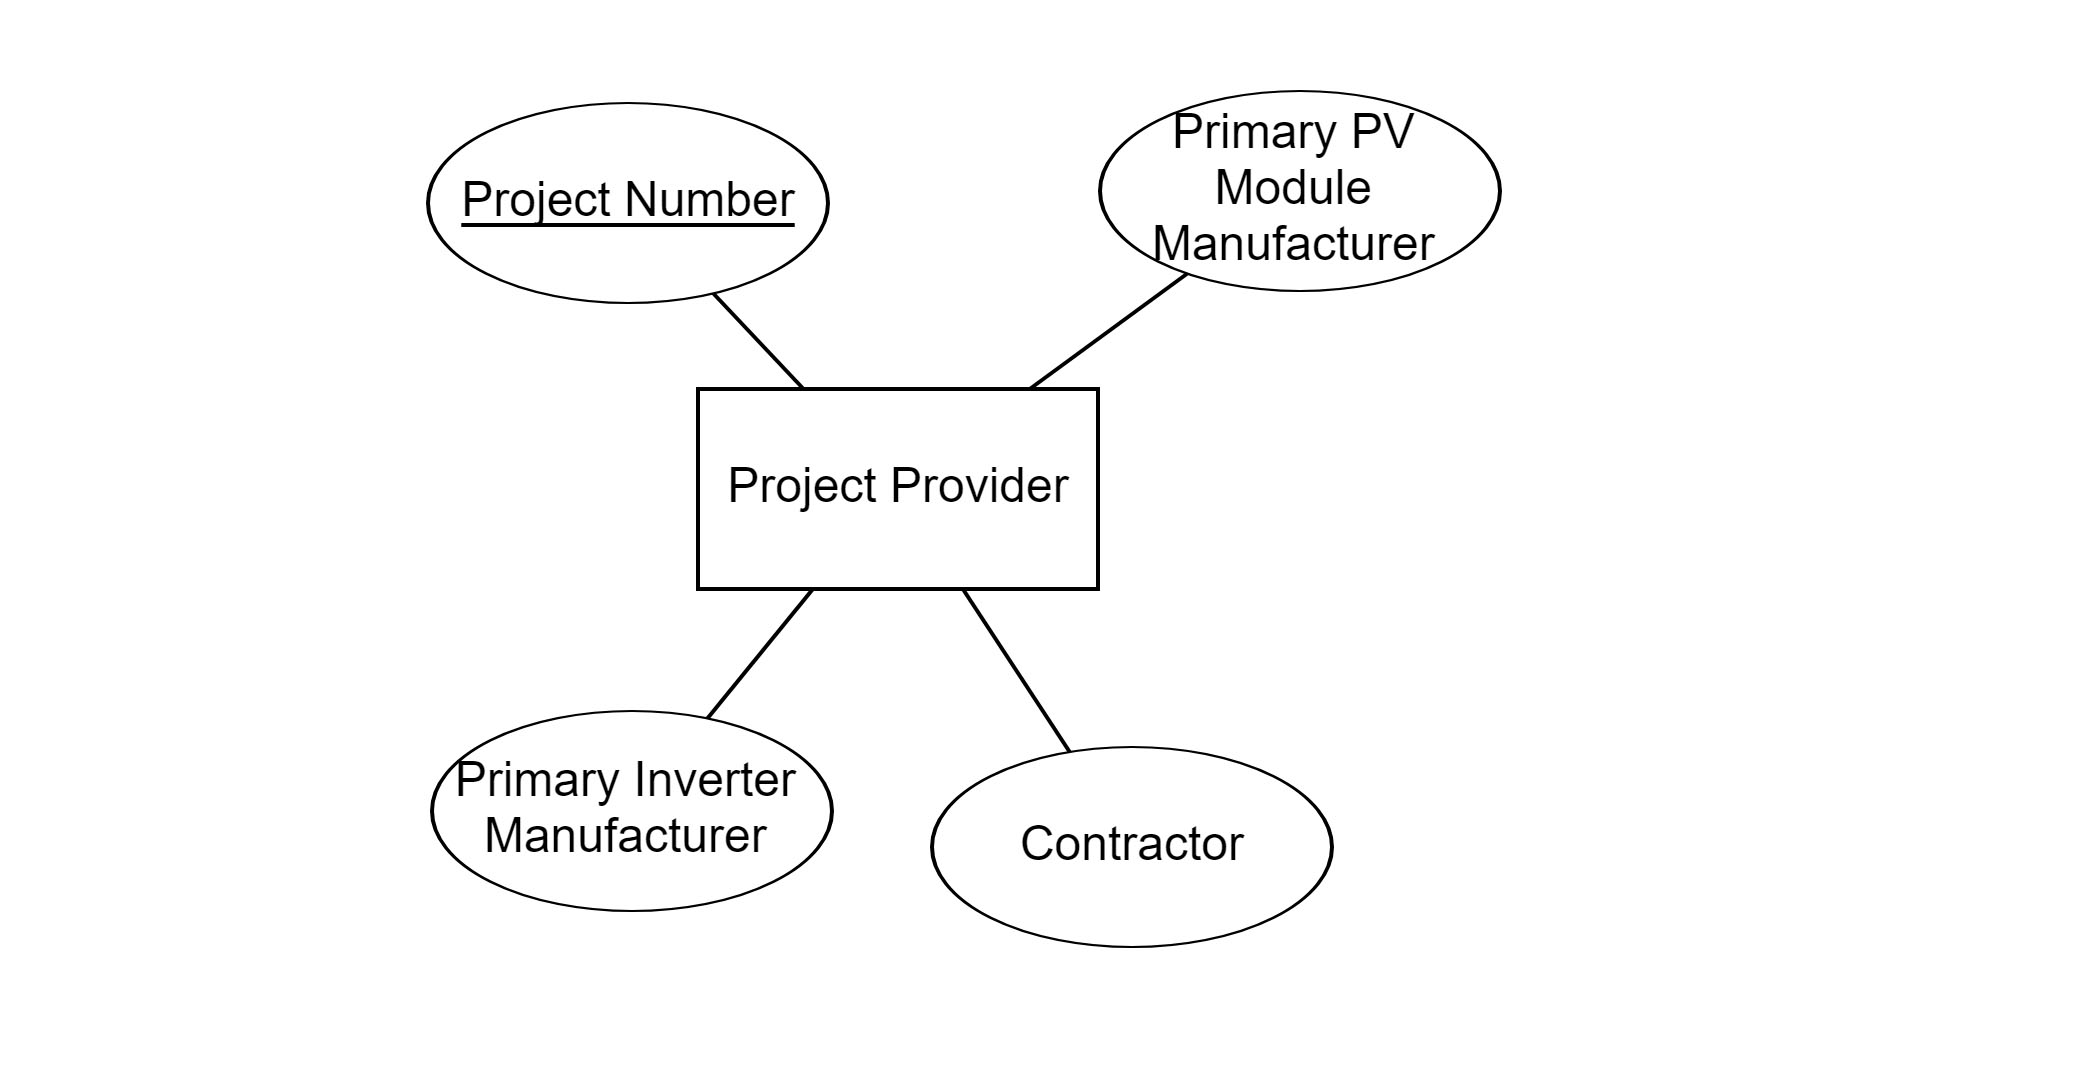 Project Number
Primary PV
Module
Manufacturer
Project Provider
Primary Inverter
Manufacturer
Contractor